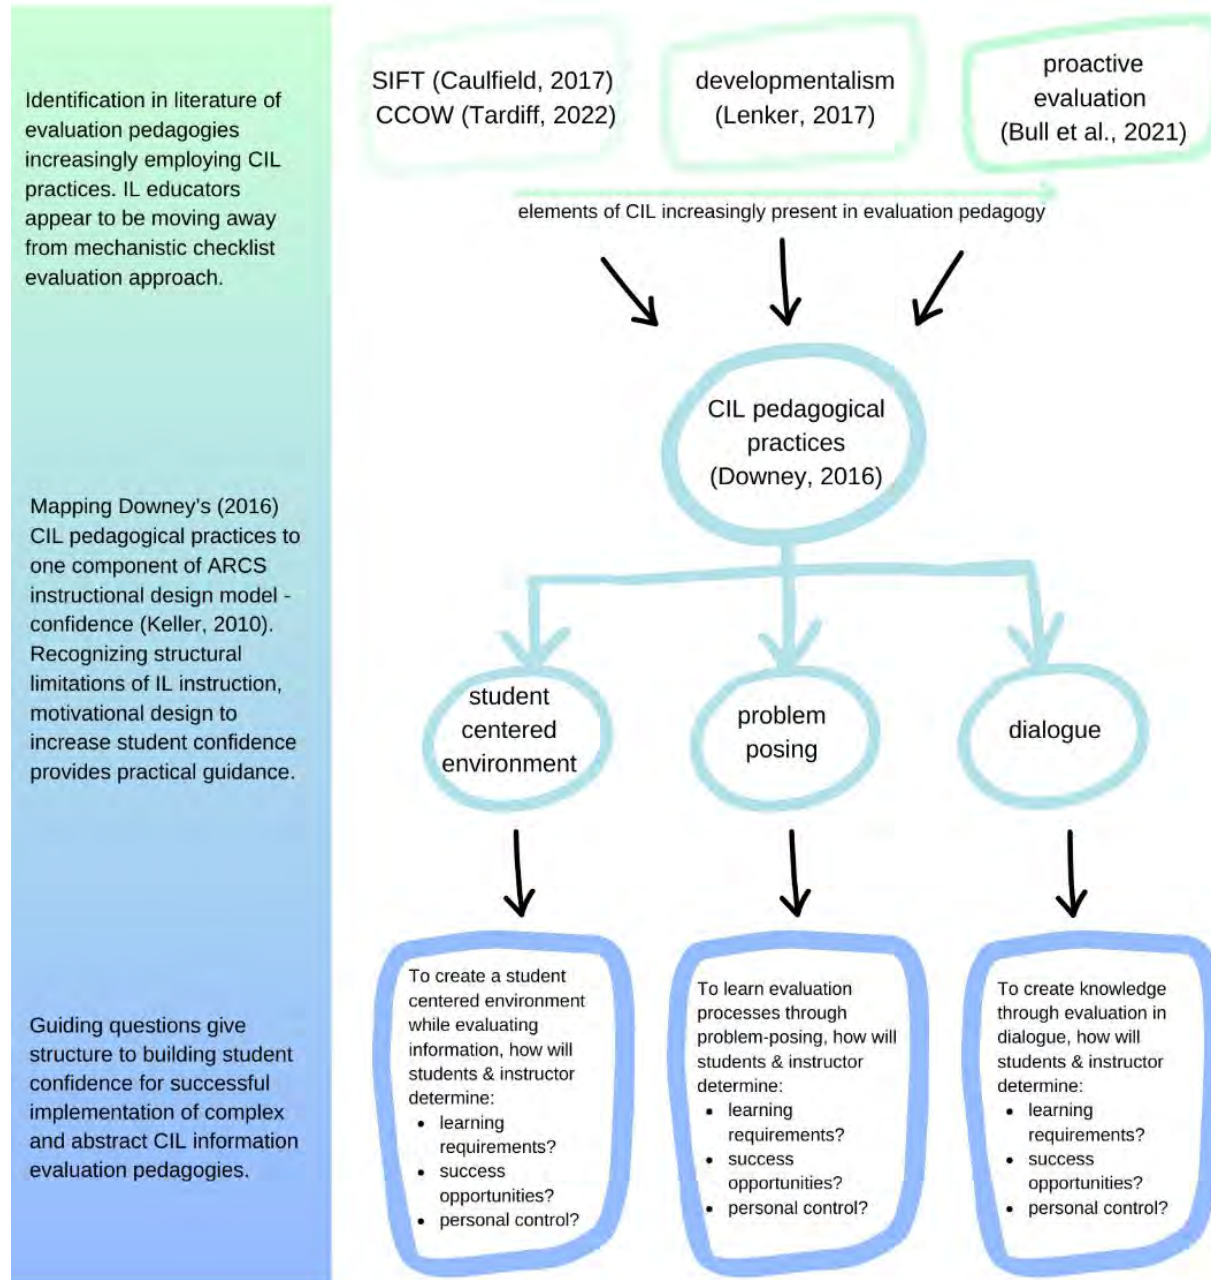 Identification in literature of
evaluation pedagogies
increasingly employing CIL
practices. IL educators
appear to be moving away
from mechanistic checklist
evaluation approach.
SIFT (Caulfield, 2017)
CCOW (Tardiff, 2022)
developmentalism
(Lenker, 2017)
proactive
evaluation
(Bull et al., 2021)
elements of CIL increasingly present in evaluation pedagogy
Mapping Downey's (2016)
CIL pedagogical practices to
one component of ARCS
instructional design model -
confidence (Keller, 2010).
Recognizing structural
limitations of IL instruction,
motivational design to
increase student confidence
provides practical guidance.
CIL pedagogical
practices
(Downey, 2016)
student
centered
environment
problem
posing
dialogue
Guiding questions give
structure to building student
confidence for successful
implementation of complex
and abstract CIL information
evaluation pedagogies.
To create a student
centered environment
while evaluating
information, how will
students & instructor
determine:
• learning
requirements?
• success
opportunities?
• personal control?
To learn evaluation
processes through
problem-posing, how will
students & instructor
determine:
• learning
requirements?
• success
opportunities?
• personal control?
To create knowledge
through evaluation in
dialogue, how will
students & instructor
determine:
• learning
requirements?
• success
opportunities?
• personal control?